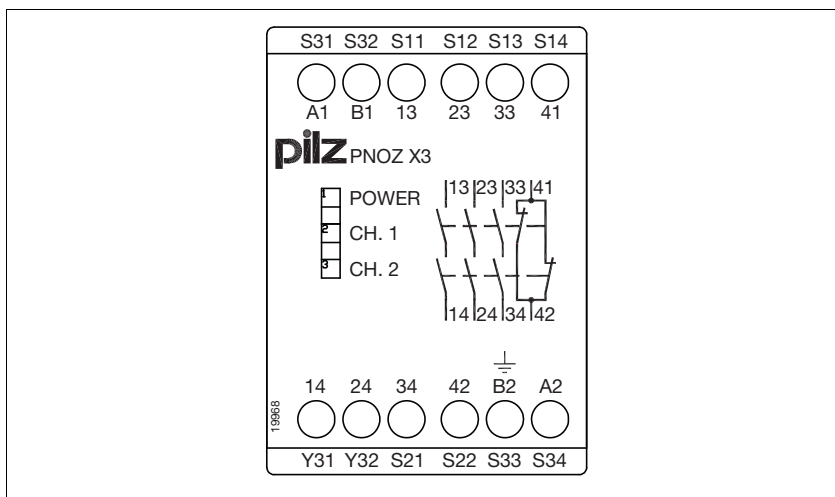 S31 S32 S11 S12 S13 S14
A1 B1 13 23 33 41
pilz PNOZ X3
1 POWER
2 CH. 1
3 CH. 2
13 23 33 41
14 24 34 42
14 24 34 42 B2 A2
19968
Y31 Y32 S21 S22 S33 S34